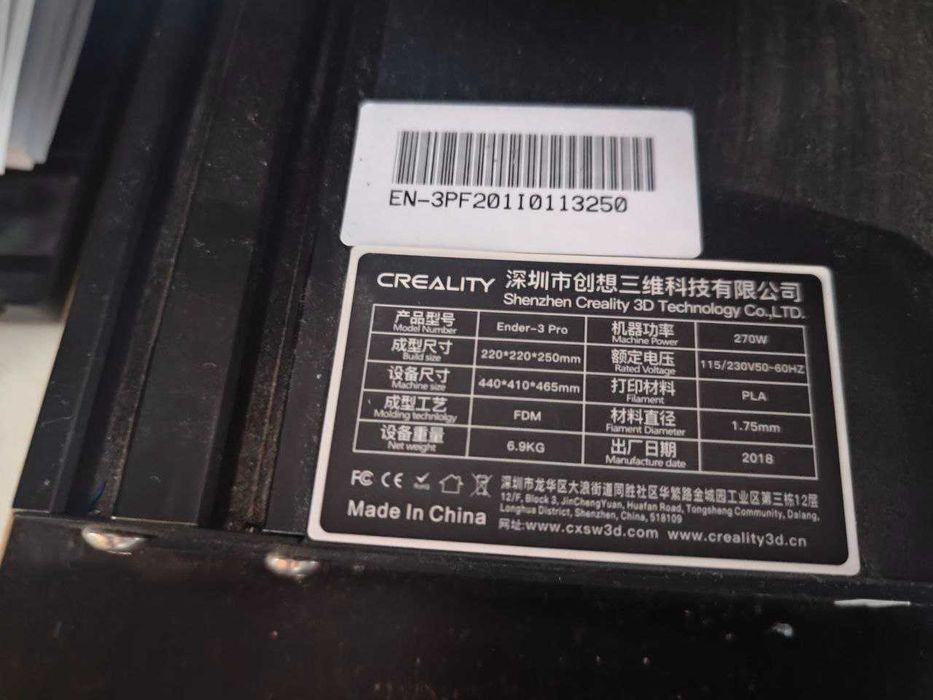 EN-3PF201I0113250
CREALITY 深圳市创想三维科技有限公司
Shenzhen Creality 3D Technology Co.,LTD.
产品型号 Ender-3 Pro 机器功率 270W
Model Number Machine Power
成型尺寸 220*220*250mm 额定电压 115/230V50~60HZ
Build size Rated Voltage
设备尺寸 440*410*465mm 打印材料 PLA
Machine size Filament
成型工艺 FDM 材料直径 1.75mm
Molding technology Fiament Diameter
设备重量 6.9KG 出厂日期 2018
Net weight Manufacture date
FC CE 深圳市龙华区大浪街道同胜社区华繁路金城园工业区第三栋12层
12/F, Block 3, JinChengYuan, Huafan Road, Tongsheng Community, Dalang,
Longhua District, Shenzhen, China, 518109
Made In China 网址:www.cxsw3d.com www.creality3d.cn